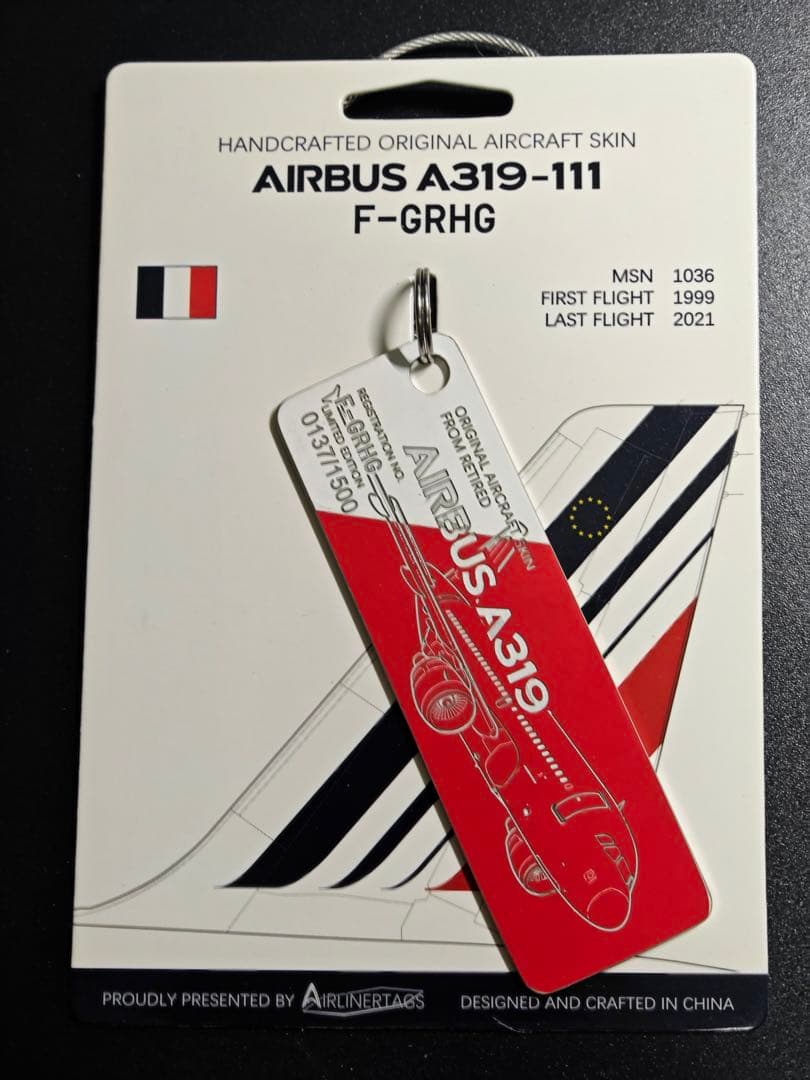 HANDCRAFTED ORIGINAL AIRCRAFT SKIN
AIRBUS A319-111
F-GRHG
MSN 1036
FIRST FLIGHT 1999
LAST FLIGHT 2021
ORIGINAL AIRCRAFT SKIN
FROM RETIRED
AIRBUS A319
REGISTRATION NO.
F-GRHG
LIMITED EDITION
0137/1500
PROUDLY PRESENTED BY AIRLINERTAGS
DESIGNED AND CRAFTED IN CHINA